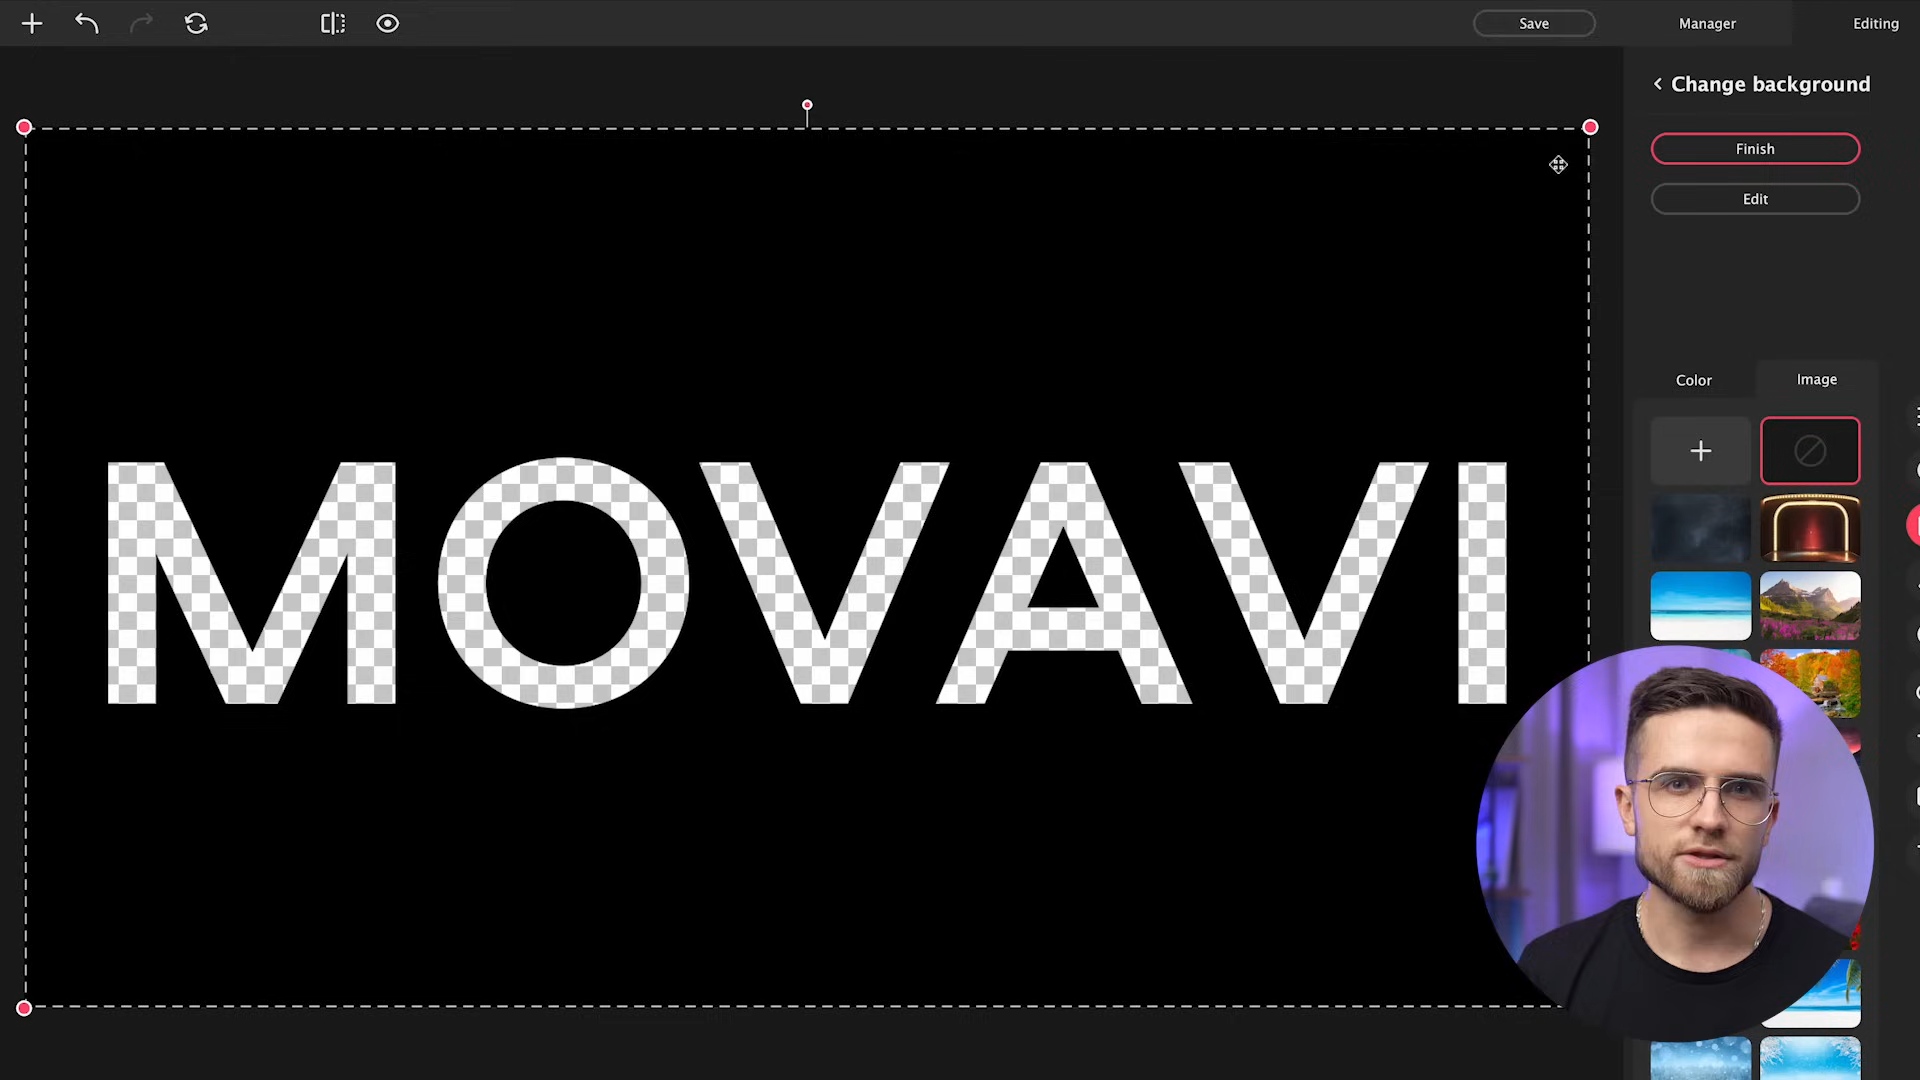 Save
Manager
Editing
Change background
Finish
Edit
Color
Image
MOVAVI